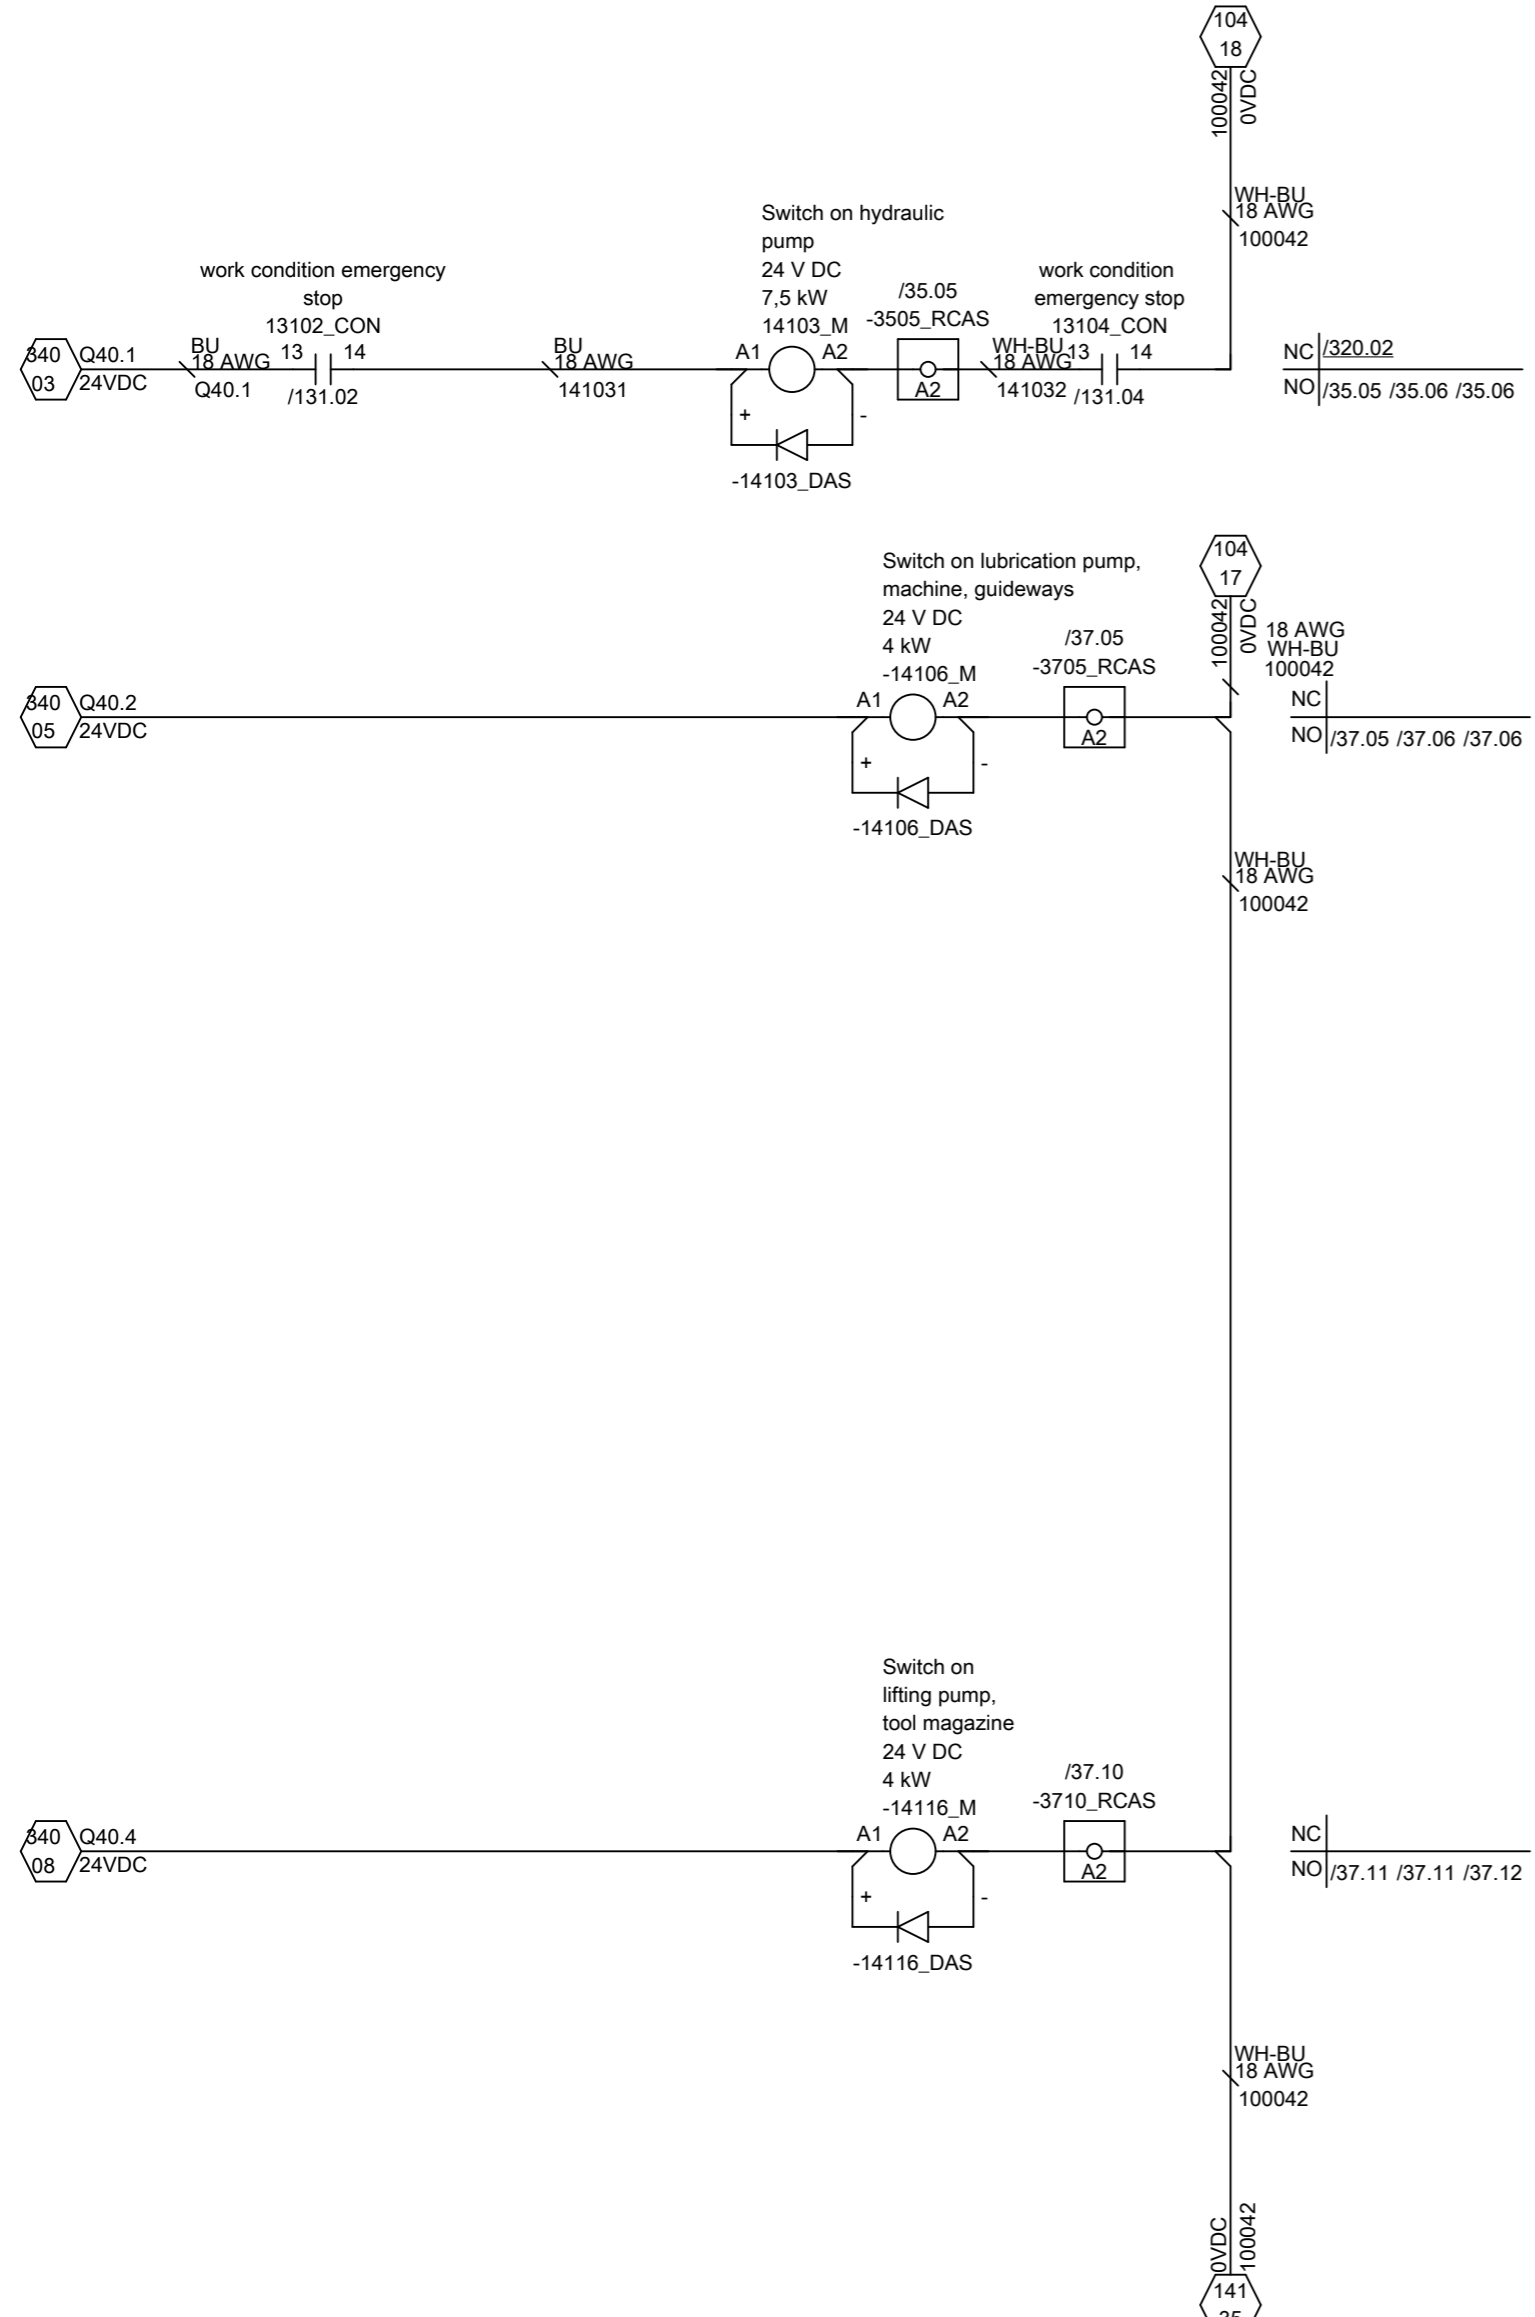 104
18
100042
0VDC
WH-BU
18 AWG
100042
Switch on hydraulic
pump
24 V DC
7,5 kW
14103_M
/35.05
-3505_RCAS
work condition emergency
stop
13102_CON
work condition
emergency stop
13104_CON
340
03
Q40.1
24VDC
BU
18 AWG
Q40.1
13
14
/131.02
BU
18 AWG
141031
A1
A2
+
-
-14103_DAS
A2
WH-BU
18 AWG
141032
13
14
/131.04
NC /320.02
NO /35.05 /35.06 /35.06
104
17
100042
0VDC
18 AWG
WH-BU
100042
Switch on lubrication pump,
machine, guideways
24 V DC
4 kW
-14106_M
/37.05
-3705_RCAS
340
05
Q40.2
24VDC
A1
A2
+
-
-14106_DAS
A2
NC
NO /37.05 /37.06 /37.06
WH-BU
18 AWG
100042
Switch on
lifting pump,
tool magazine
24 V DC
4 kW
-14116_M
/37.10
-3710_RCAS
340
08
Q40.4
24VDC
A1
A2
+
-
-14116_DAS
A2
NC
NO /37.11 /37.11 /37.12
WH-BU
18 AWG
100042
0VDC
100042
141